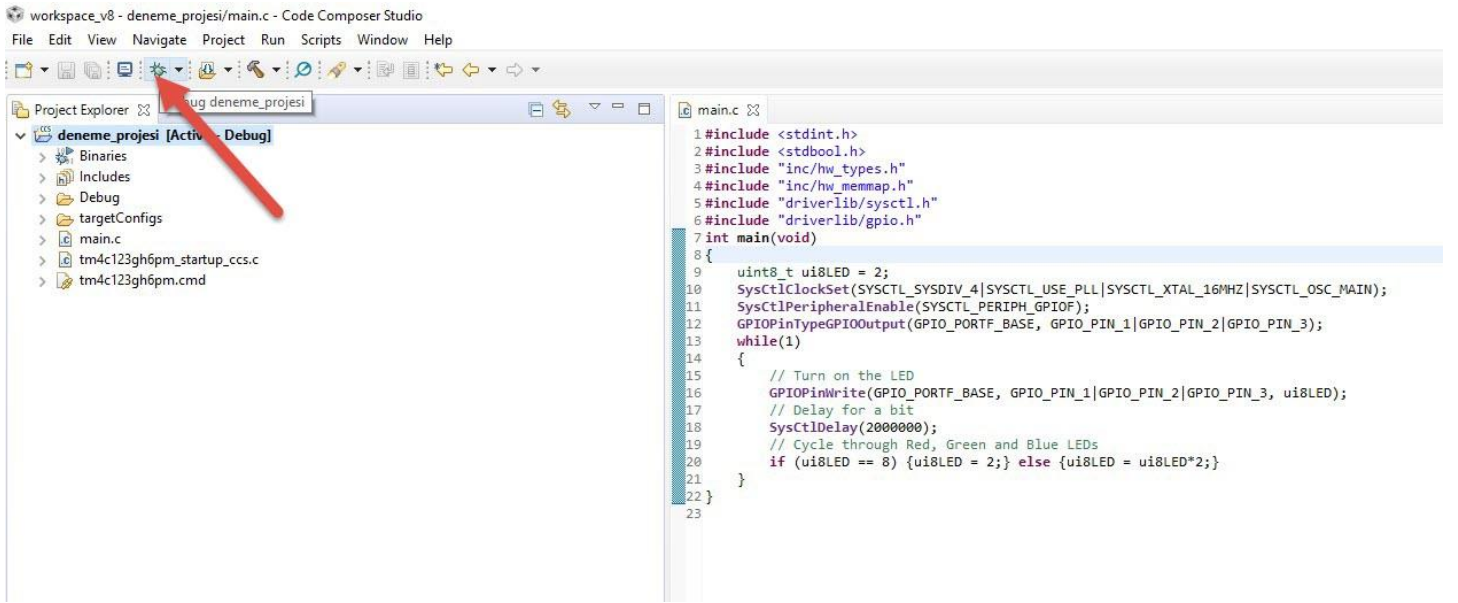 workspace_v8 - deneme_projesi/main.c - Code Composer Studio
File Edit View Navigate Project Run Scripts Window Help
ug deneme_projesi
Project Explorer
deneme_projesi [Activ - Debug]
Binaries
Includes
Debug
targetConfigs
main.c
tm4c123gh6pm_startup_ccs.c
tm4c123gh6pm.cmd
main.c
1 #include <stdint.h>
2 #include <stdbool.h>
3 #include "inc/hw_types.h"
4 #include "inc/hw_memmap.h"
5 #include "driverlib/sysctl.h"
6 #include "driverlib/gpio.h"
7 int main(void)
8 {
9     uint8_t ui8LED = 2;
10     SysCtlClockSet(SYSCTL_SYSDIV_4|SYSCTL_USE_PLL|SYSCTL_XTAL_16MHZ|SYSCTL_OSC_MAIN);
11     SysCtlPeripheralEnable(SYSCTL_PERIPH_GPIOF);
12     GPIOPinTypeGPIOOutput(GPIO_PORTF_BASE, GPIO_PIN_1|GPIO_PIN_2|GPIO_PIN_3);
13     while(1)
14     {
15         // Turn on the LED
16         GPIOPinWrite(GPIO_PORTF_BASE, GPIO_PIN_1|GPIO_PIN_2|GPIO_PIN_3, ui8LED);
17         // Delay for a bit
18         SysCtlDelay(2000000);
19         // Cycle through Red, Green and Blue LEDs
20         if (ui8LED == 8) {ui8LED = 2;} else {ui8LED = ui8LED*2;}
21     }
22 }
23